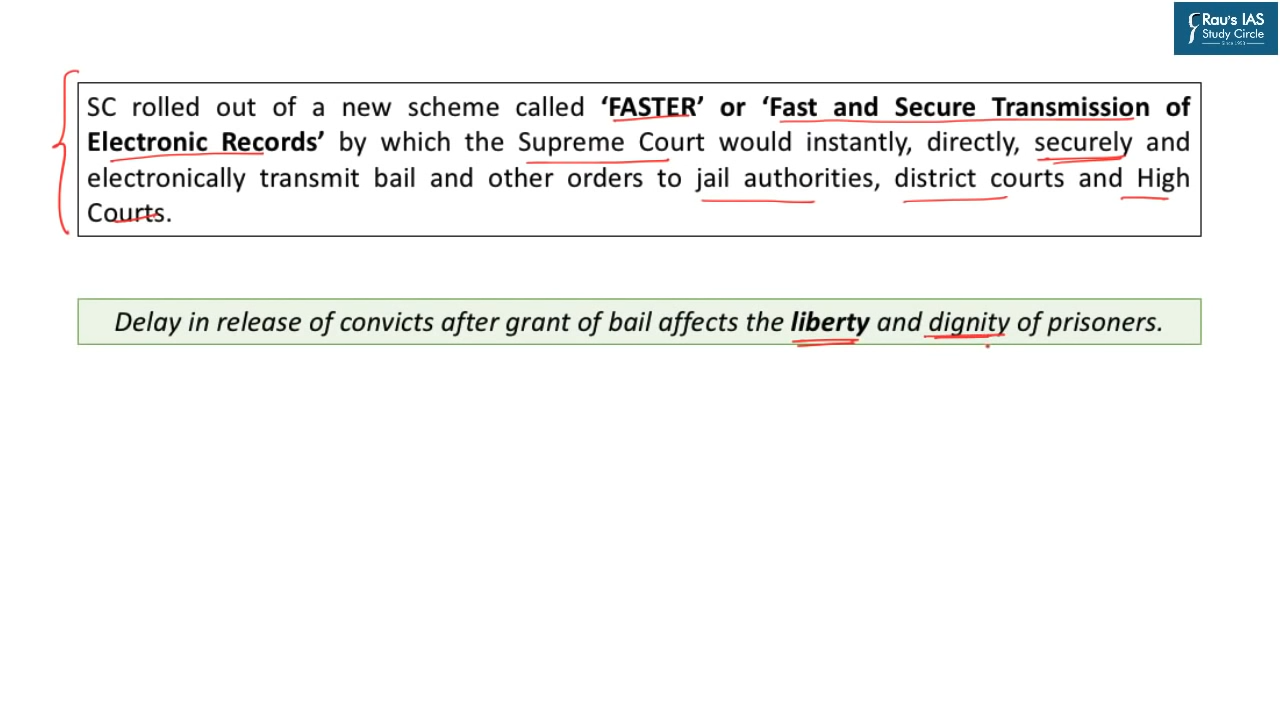 Rau's IAS
Study Circle
Since 1953
SC rolled out of a new scheme called ‘FASTER’ or ‘Fast and Secure Transmission of
Electronic Records’ by which the Supreme Court would instantly, directly, securely and
electronically transmit bail and other orders to jail authorities, district courts and High
Courts.
Delay in release of convicts after grant of bail affects the liberty and dignity of prisoners.